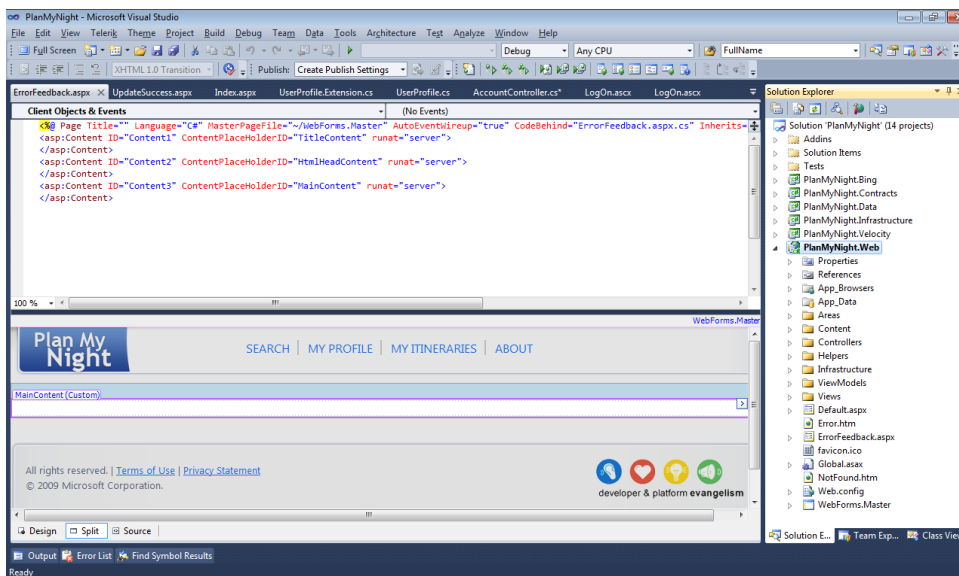 PlanMyNight - Microsoft Visual Studio
File Edit View Telerik Theme Project Build Debug Team Data Tools Architecture Test Analyze Window Help
Full Screen Debug Any CPU FullName
XHTML 1.0 Transition Publish: Create Publish Settings
ErrorFeedback.aspx UpdateSuccess.aspx Index.aspx UserProfile.Extension.cs UserProfile.cs AccountController.cs* LogOn.ascx LogOn.ascx
Client Objects & Events (No Events)
<%@ Page Title="" Language="C#" MasterPageFile="~/WebForms.Master" AutoEventWireup="true" CodeBehind="ErrorFeedback.aspx.cs" Inherits=
<asp:Content ID="Content1" ContentPlaceHolderID="TitleContent" runat="server">
</asp:Content>
<asp:Content ID="Content2" ContentPlaceHolderID="HtmlHeadContent" runat="server">
</asp:Content>
<asp:Content ID="Content3" ContentPlaceHolderID="MainContent" runat="server">
</asp:Content>
100 %
WebForms.Master
Plan My
Night
SEARCH | MY PROFILE | MY ITINERARIES | ABOUT
MainContent (Custom)
All rights reserved. | Terms of Use | Privacy Statement
© 2009 Microsoft Corporation.
developer & platform evangelism
Design Split Source
Output Error List Find Symbol Results
Ready
Solution Explorer
Solution 'PlanMyNight' (14 projects)
Addins
Solution Items
Tests
PlanMyNight.Bing
PlanMyNight.Contracts
PlanMyNight.Data
PlanMyNight.Infrastructure
PlanMyNight.Velocity
PlanMyNight.Web
Properties
References
App_Browsers
App_Data
Areas
Content
Controllers
Helpers
Infrastructure
ViewModels
Views
Default.aspx
Error.htm
ErrorFeedback.aspx
favicon.ico
Global.asax
NotFound.htm
Web.config
WebForms.Master
Solution E... Team Exp... Class View